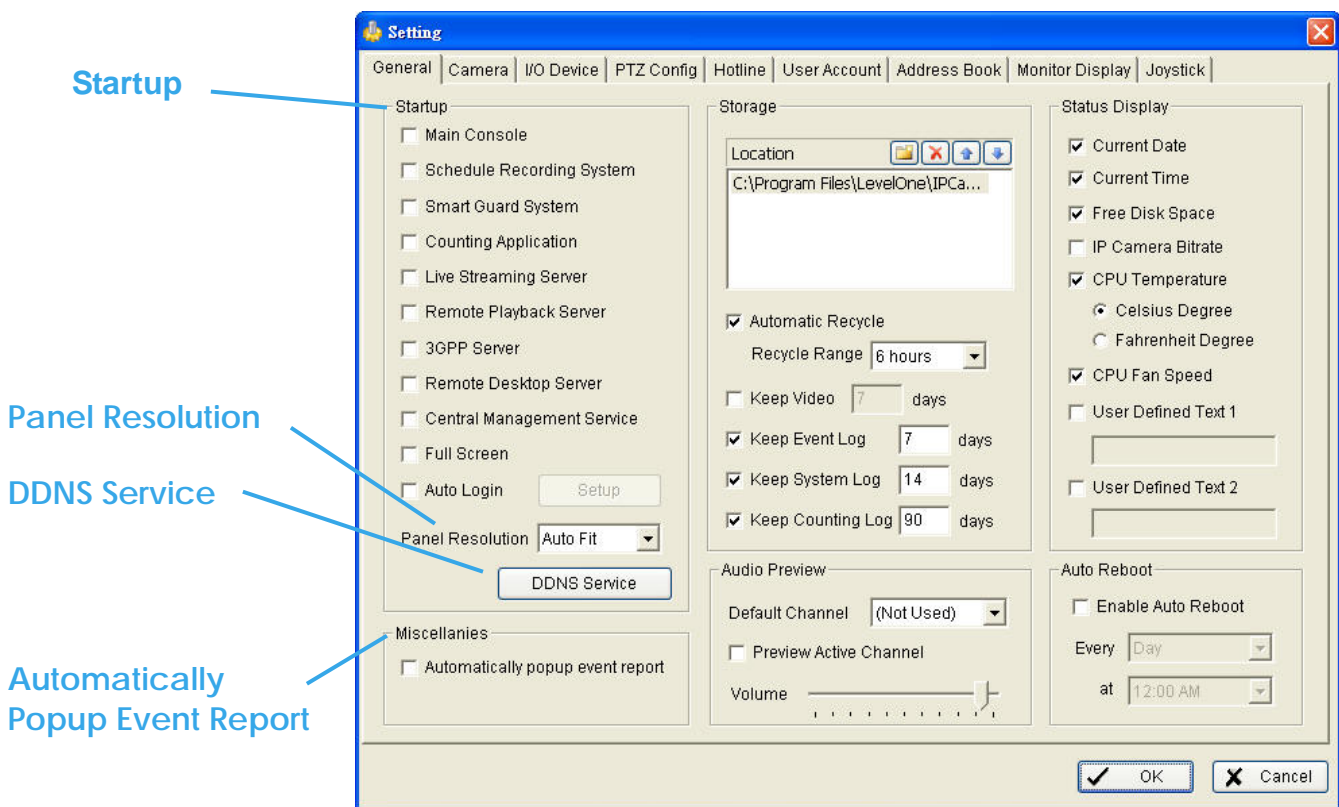 Startup
Panel Resolution
DDNS Service
Automatically
Popup Event Report
Setting
General
Camera
I/O Device
PTZ Config
Hotline
User Account
Address Book
Monitor Display
Joystick
Startup
Main Console
Schedule Recording System
Smart Guard System
Counting Application
Live Streaming Server
Remote Playback Server
3GPP Server
Remote Desktop Server
Central Management Service
Full Screen
Auto Login Setup
Panel Resolution Auto Fit
DDNS Service
Miscellanies
Automatically popup event report
Storage
Location
C:\Program Files\LevelOne\IPCa...
Automatic Recycle
Recycle Range 6 hours
Keep Video 7 days
Keep Event Log 7 days
Keep System Log 14 days
Keep Counting Log 90 days
Audio Preview
Default Channel (Not Used)
Preview Active Channel
Volume
Status Display
Current Date
Current Time
Free Disk Space
IP Camera Bitrate
CPU Temperature
Celsius Degree
Fahrenheit Degree
CPU Fan Speed
User Defined Text 1
User Defined Text 2
Auto Reboot
Enable Auto Reboot
Every Day
at 12:00 AM
OK
Cancel